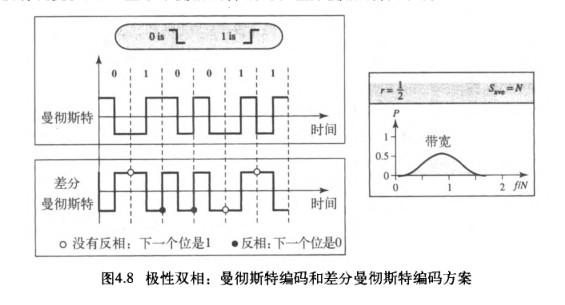 0 is 1 is
0 1 0 0 1 1
曼彻斯特
时间
差分
曼彻斯特
时间
○ 没有反相：下一个位是1 ● 反相：下一个位是0
r = 1/2 Save = N
P
带宽
1
0.5
0
0 1 2 f/N
图4.8 极性双相：曼彻斯特编码和差分曼彻斯特编码方案